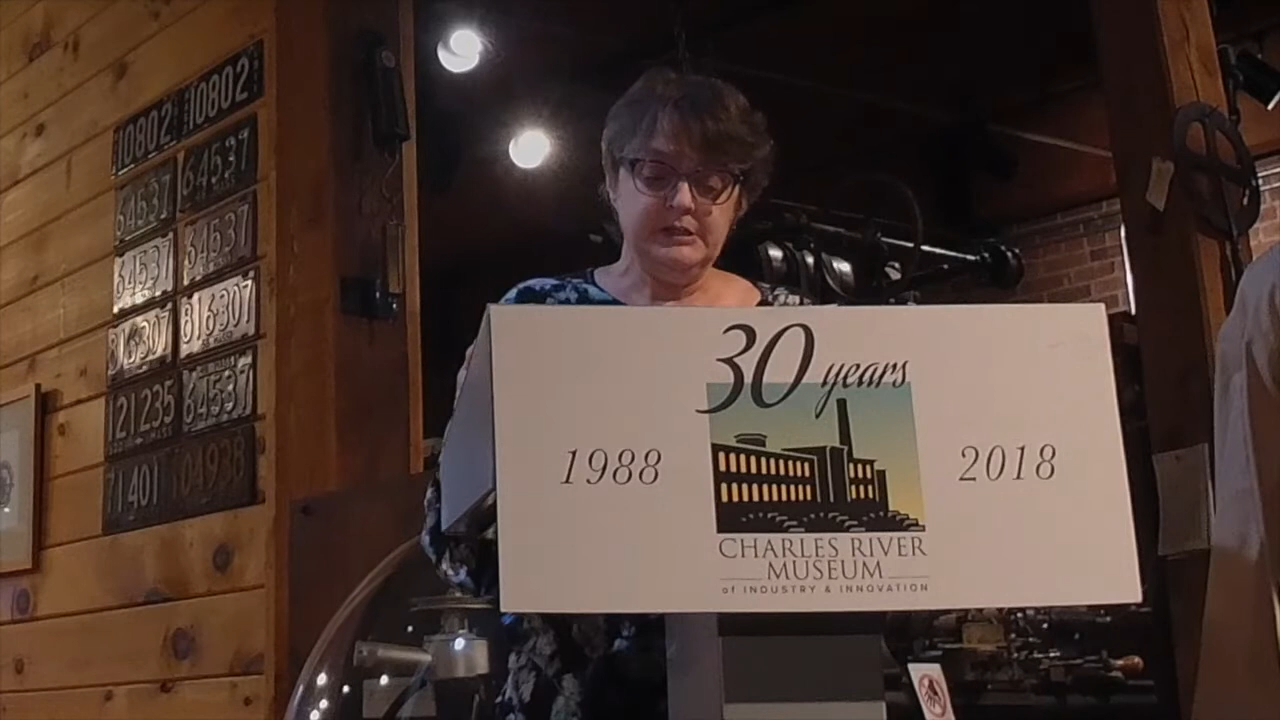 10802 10802
64537 64537
64537 64537
816307 816307
121235 64537
MASS
71401 104938
30 years
1988 2018
CHARLES RIVER
MUSEUM
of INDUSTRY & INNOVATION